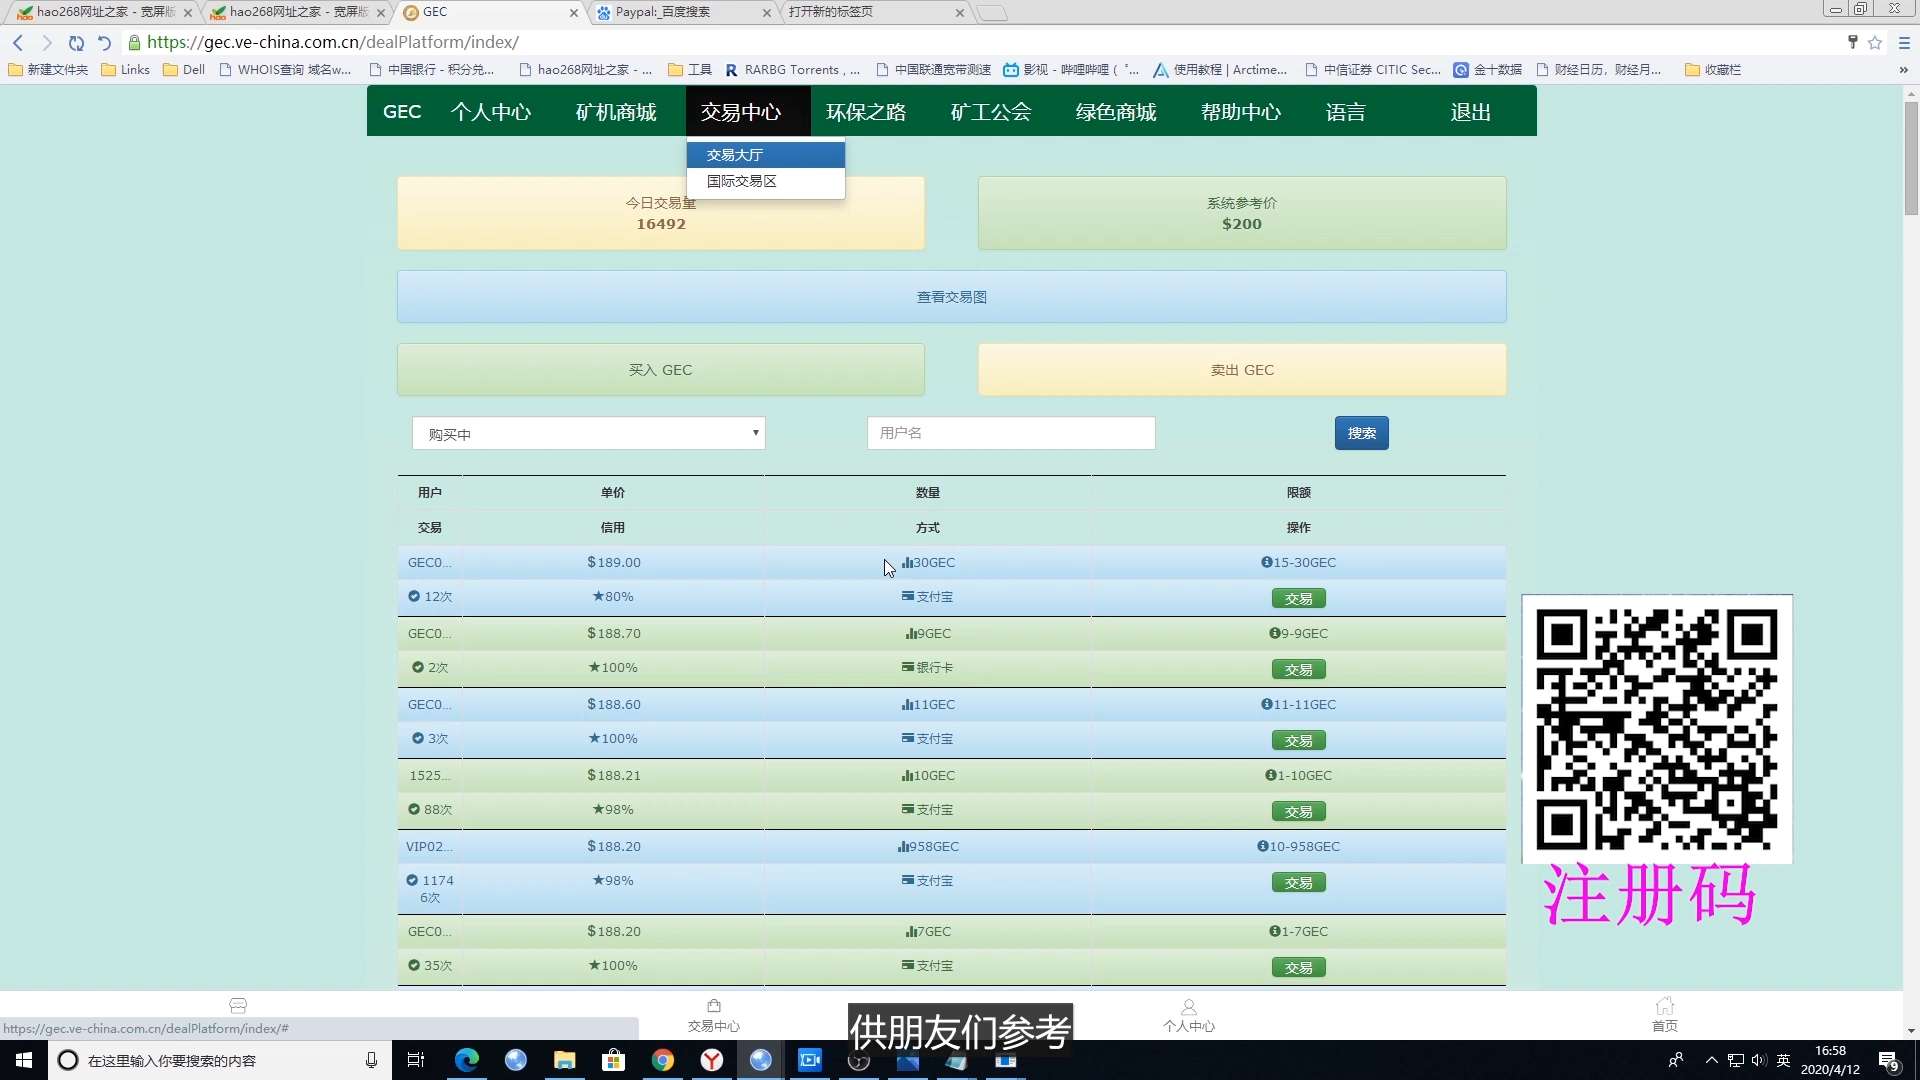 hao268网址之家 - 宽屏版 hao268网址之家 - 宽屏版 GEC Paypal:_百度搜索 打开新的标签页
https://gec.ve-china.com.cn/dealPlatform/index/
新建文件夹 Links Dell WHOIS查询 域名w... 中国银行 - 积分兑... hao268网址之家 - ... 工具 RARBG Torrents , ... 中国联通宽带测速 影视 - 哔哩哔哩 ( ゜... 使用教程 | Arctime... 中信证券 CITIC Sec... 金十数据 财经日历，财经月... 收藏栏 »
GEC 个人中心 矿机商城 交易中心 环保之路 矿工公会 绿色商城 帮助中心 语言 退出
交易大厅
国际交易区
今日交易量 系统参考价
16492 $200
查看交易图
买入 GEC 卖出 GEC
购买中 用户名 搜索
用户 单价 数量 限额
交易 信用 方式 操作
GEC0... $189.00 30GEC 15-30GEC
12次 ★80% 支付宝 交易
GEC0... $188.70 9GEC 9-9GEC
2次 ★100% 银行卡 交易
GEC0... $188.60 11GEC 11-11GEC
3次 ★100% 支付宝 交易
1525... $188.21 10GEC 1-10GEC
88次 ★98% 支付宝 交易
VIP02... $188.20 958GEC 10-958GEC
1174 ★98% 支付宝 交易
6次
GEC0... $188.20 7GEC 1-7GEC
35次 ★100% 支付宝 交易
注册码
交易中心 个人中心 首页
https://gec.ve-china.com.cn/dealPlatform/index/#
供朋友们参考
在这里输入你要搜索的内容
英 16:58
2020/4/12
9